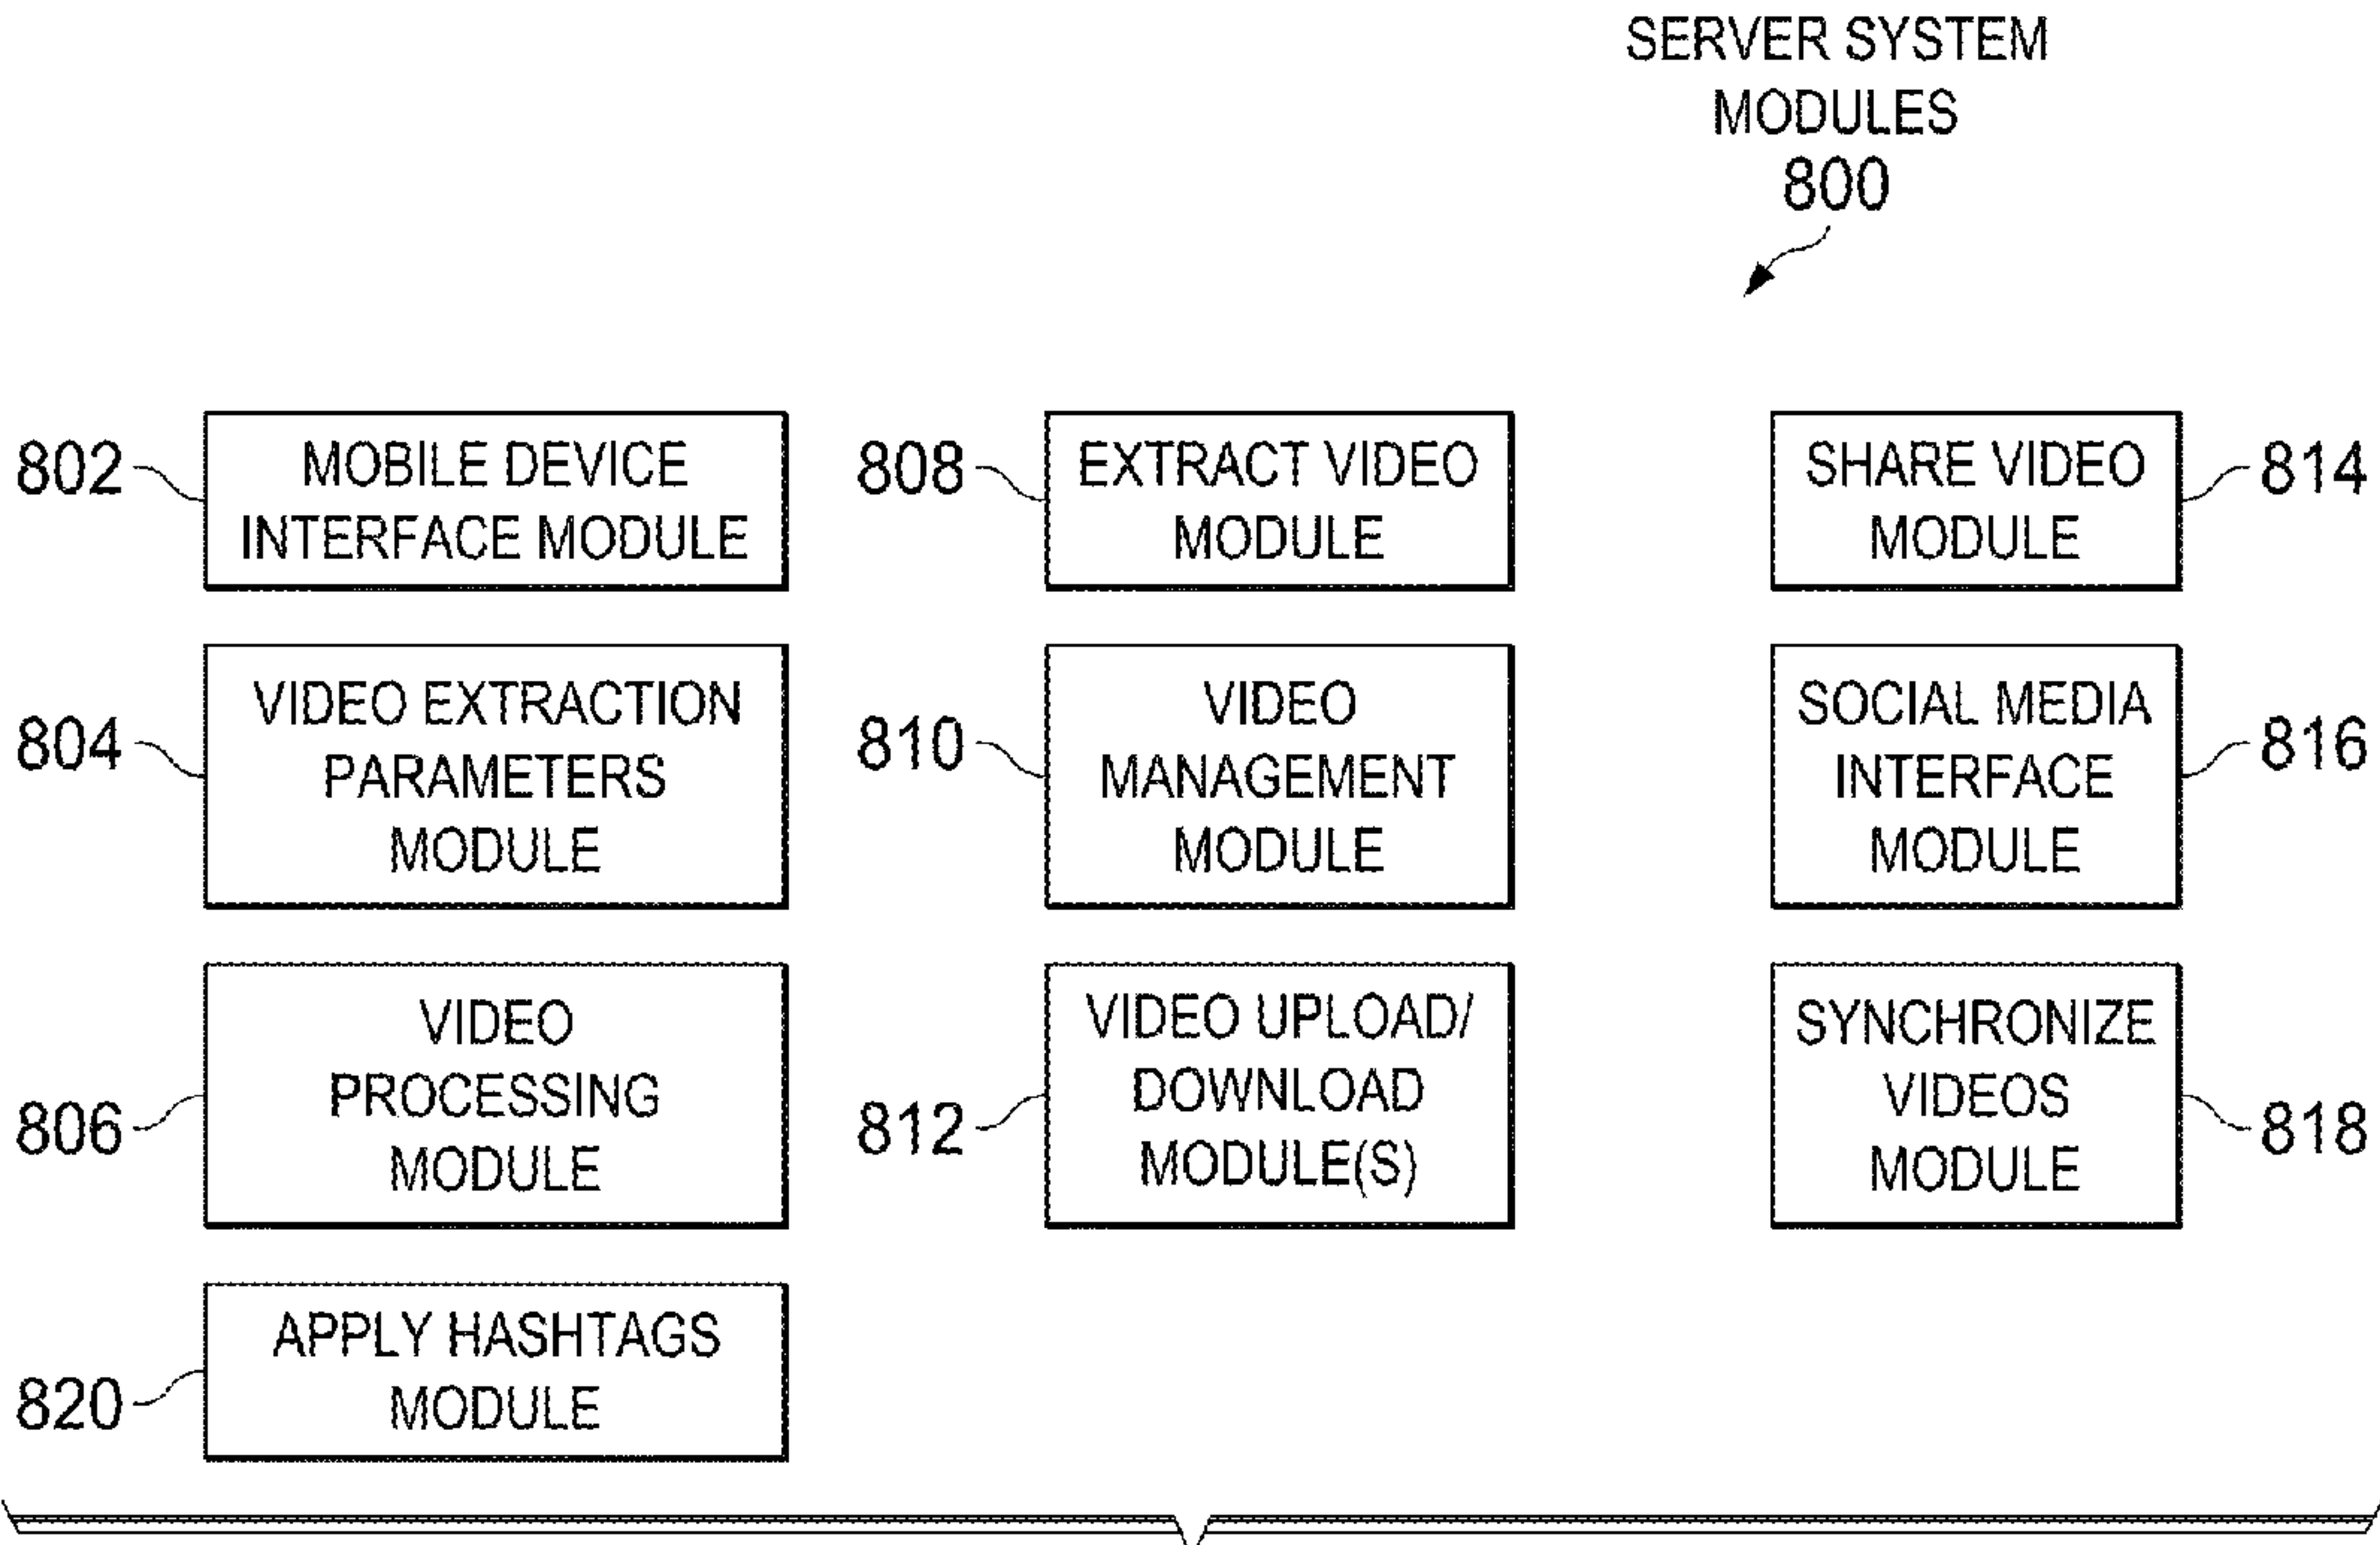 SERVER SYSTEM
MODULES
800
802
MOBILE DEVICE
INTERFACE MODULE
808
EXTRACT VIDEO
MODULE
SHARE VIDEO
MODULE
814
804
VIDEO EXTRACTION
PARAMETERS
MODULE
810
VIDEO
MANAGEMENT
MODULE
SOCIAL MEDIA
INTERFACE
MODULE
816
806
VIDEO
PROCESSING
MODULE
812
VIDEO UPLOAD/
DOWNLOAD
MODULE(S)
SYNCHRONIZE
VIDEOS
MODULE
818
820
APPLY HASHTAGS
MODULE